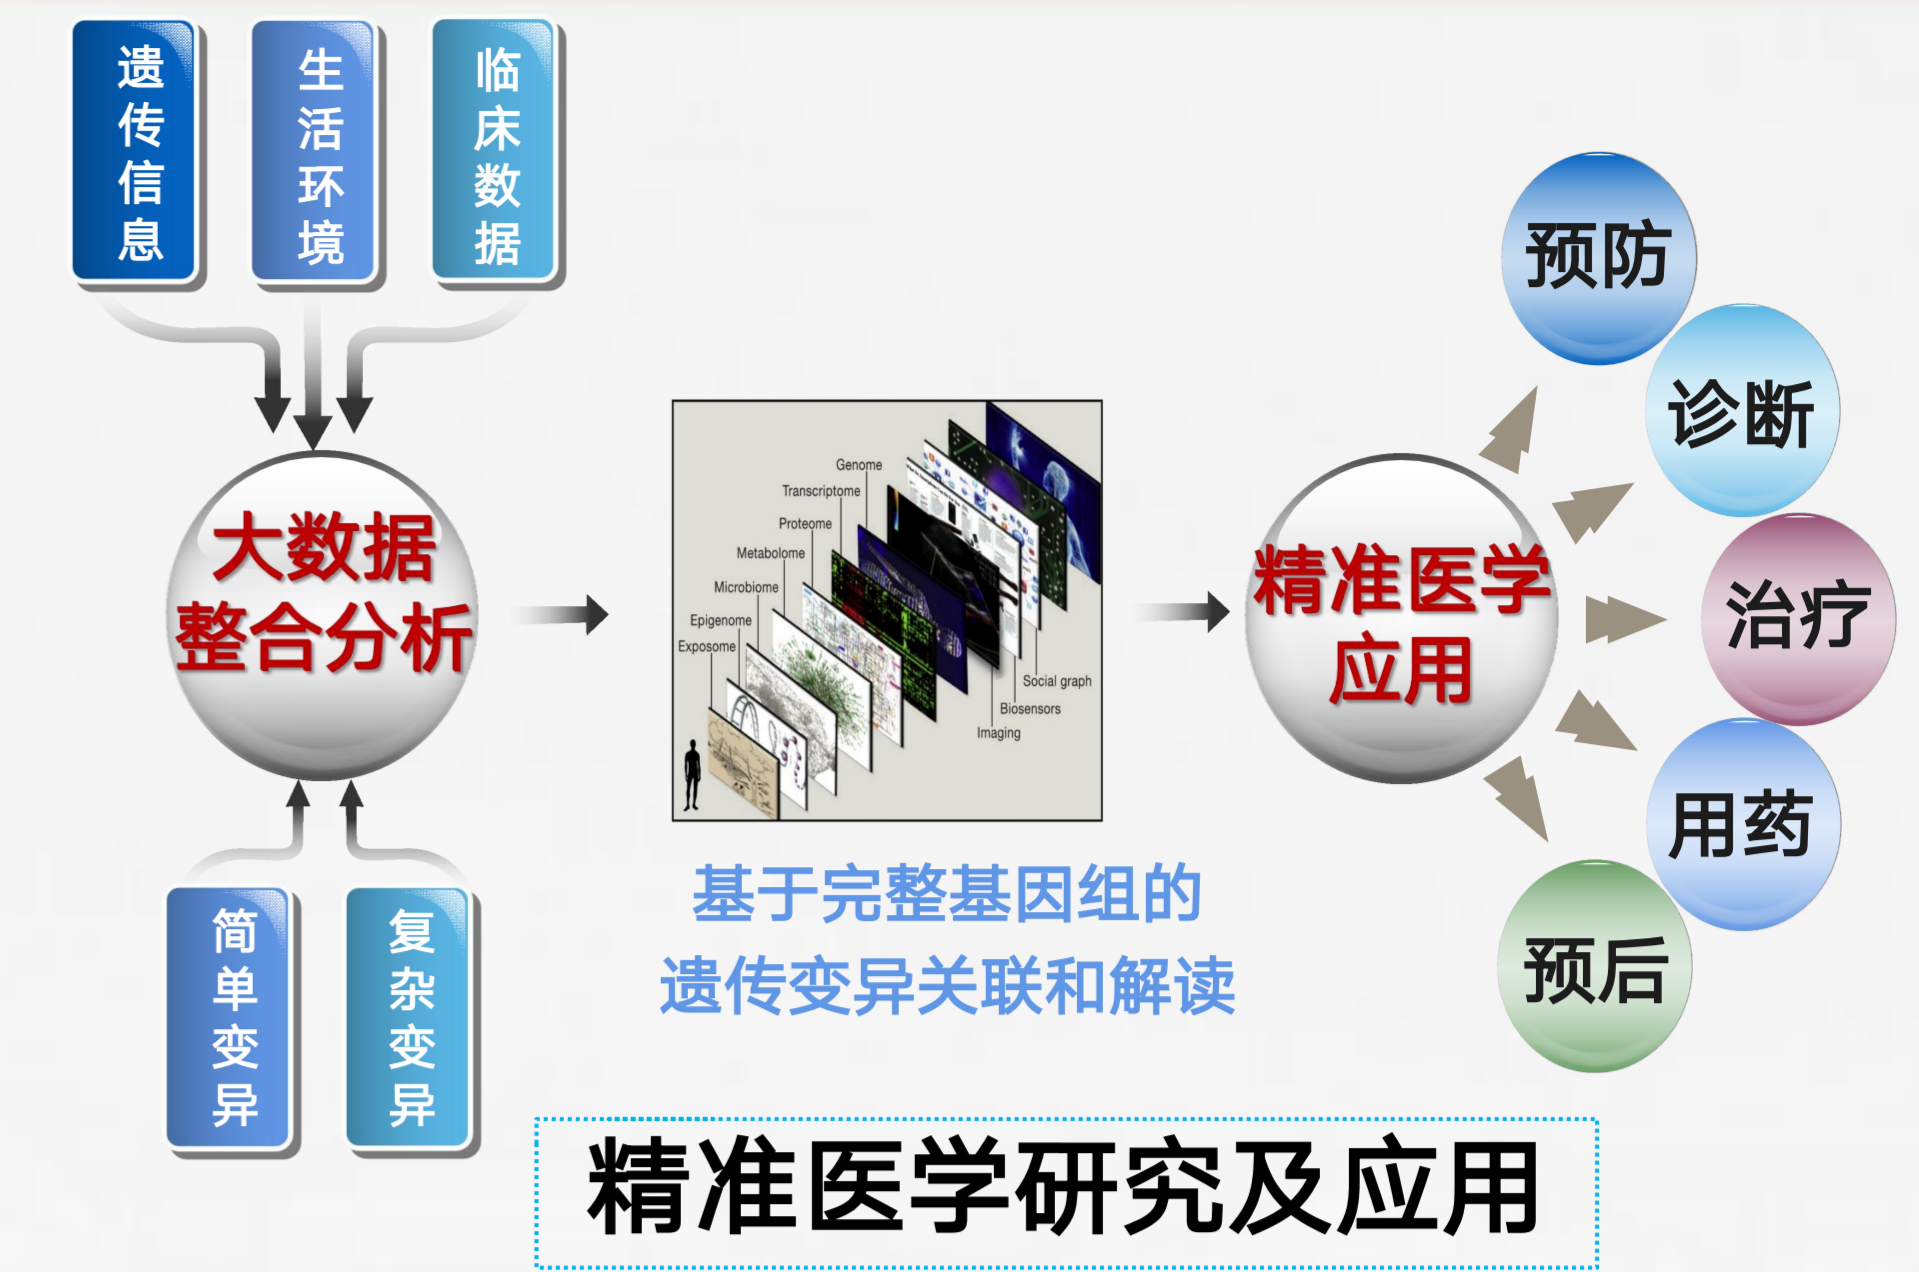 遗传信息
生活环境
临床数据
大数据
整合分析
简单变异
复杂变异
Genome
Transcriptome
Proteome
Metabolome
Microbiome
Epigenome
Exposome
Social graph
Biosensors
Imaging
基于完整基因组的
遗传变异关联和解读
精准医学
应用
预防
诊断
治疗
用药
预后
精准医学研究及应用